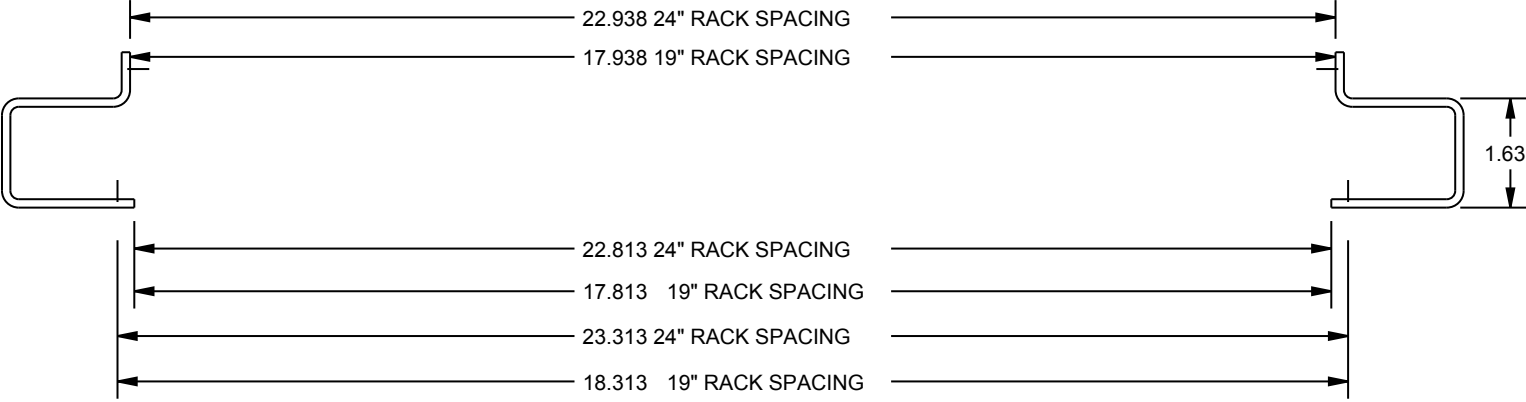 22.938 24" RACK SPACING
17.938 19" RACK SPACING
1.63
22.813 24" RACK SPACING
17.813 19" RACK SPACING
23.313 24" RACK SPACING
18.313 19" RACK SPACING